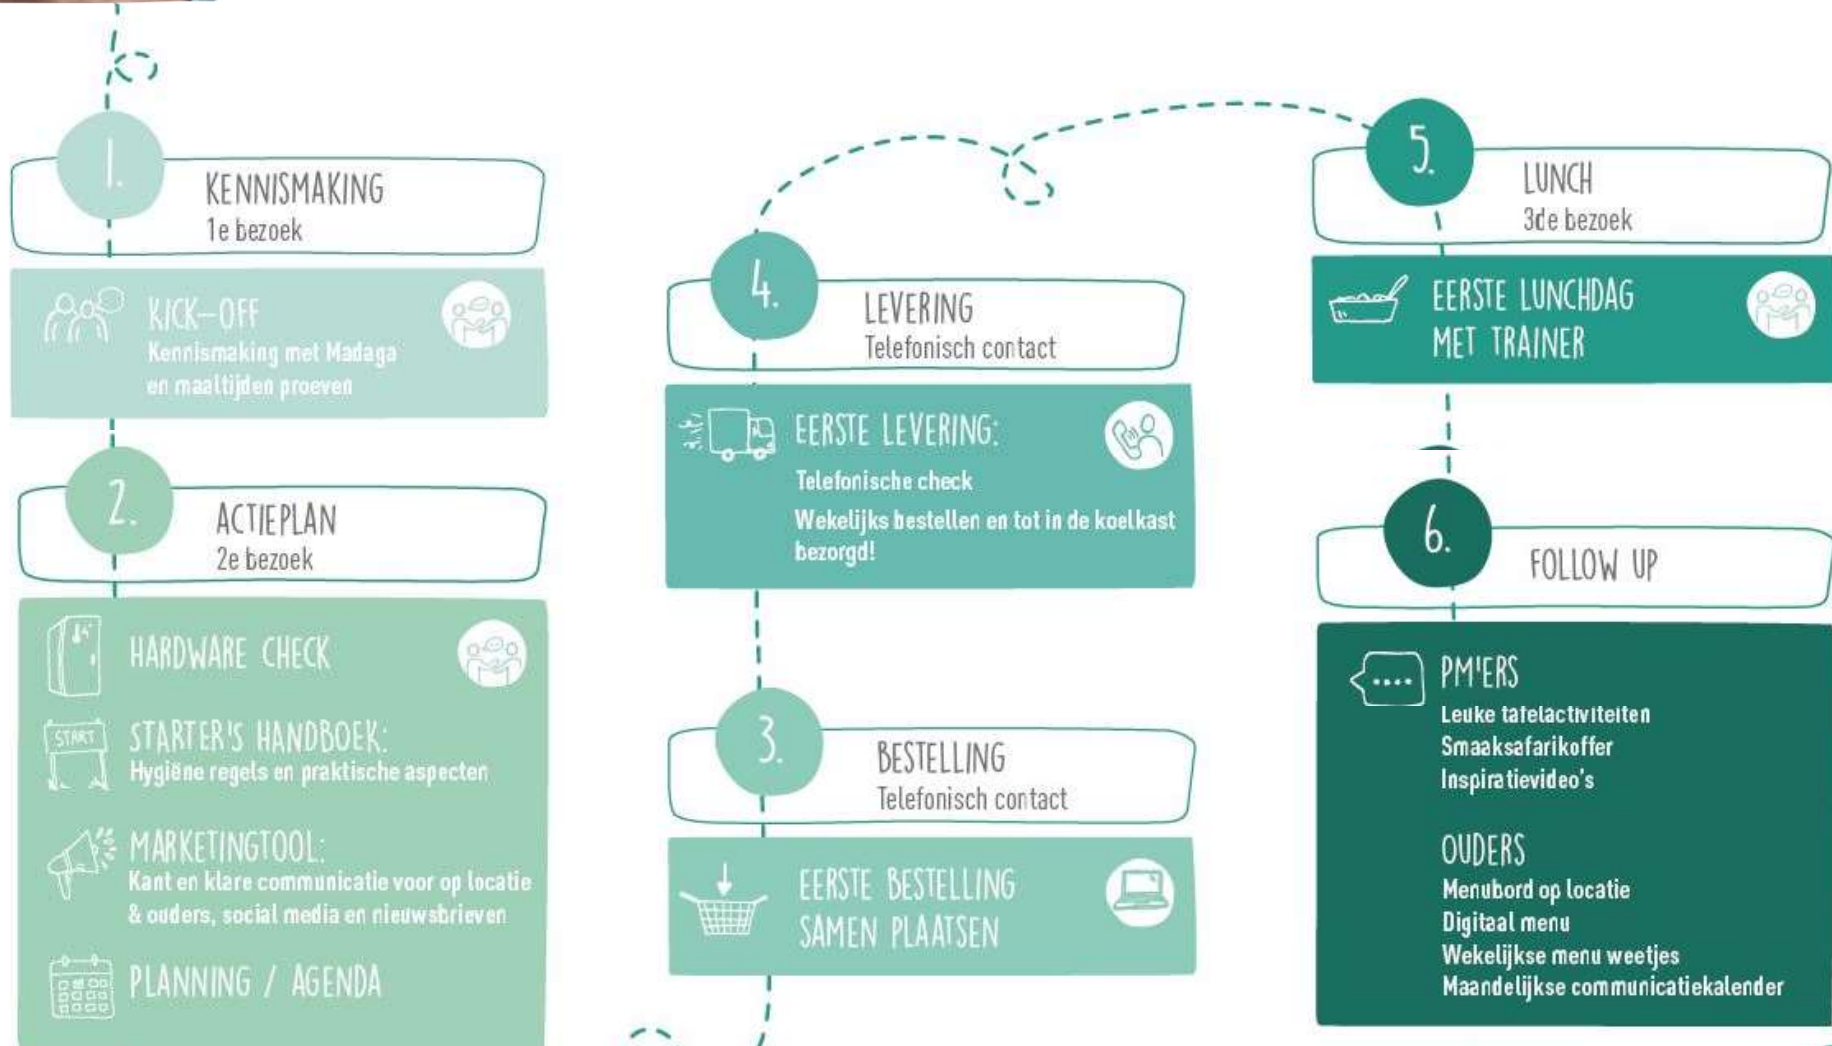 1.
KENNISMAKING
1e bezoek
KICK-OFF
Kennismaking met Madaga
en maaltijden proeven
2.
ACTIEPLAN
2e bezoek
HARDWARE CHECK
START
STARTER'S HANDBOEK:
Hygiëne regels en praktische aspecten
MARKETINGTOOL:
Kant en klare communicatie voor op locatie
& ouders, social media en nieuwsbrieven
PLANNING / AGENDA
3.
BESTELLING
Telefonisch contact
EERSTE BESTELLING
SAMEN PLAATSEN
4.
LEVERING
Telefonisch contact
EERSTE LEVERING:
Telefonische check
Wekelijks bestellen en tot in de koelkast
bezorgd!
5.
LUNCH
3de bezoek
EERSTE LUNCHDAG
MET TRAINER
6.
FOLLOW UP
PM'ERS
Leuke tafelactiviteiten
Smaaksafarikoffer
Inspiratievideo's
OUDERS
Menubord op locatie
Digitaal menu
Wekelijkse menu weetjes
Maandelijkse communicatiekalender